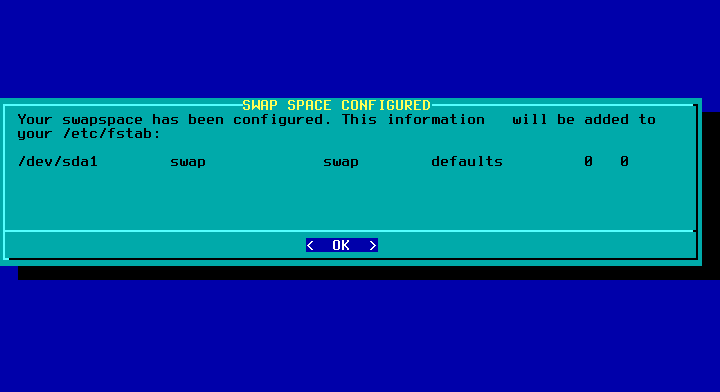 SWAP SPACE CONFIGURED
Your swapspace has been configured. This information   will be added to
your /etc/fstab:
/dev/sda1        swap             swap        defaults         0   0
<  OK  >